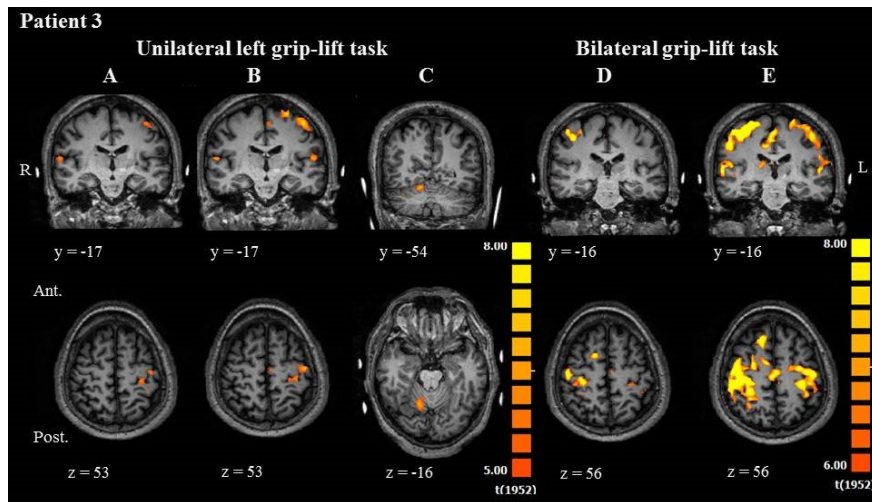 Patient 3
Unilateral left grip-lift task
Bilateral grip-lift task
A B C D E
R L
y = -17 y = -17 y = -54 y = -16 y = -16
8.00 8.00
Ant.
Post.
5.00 6.00
z = 53 z = 53 z = -16 z = 56 z = 56
t(1952) t(1952)